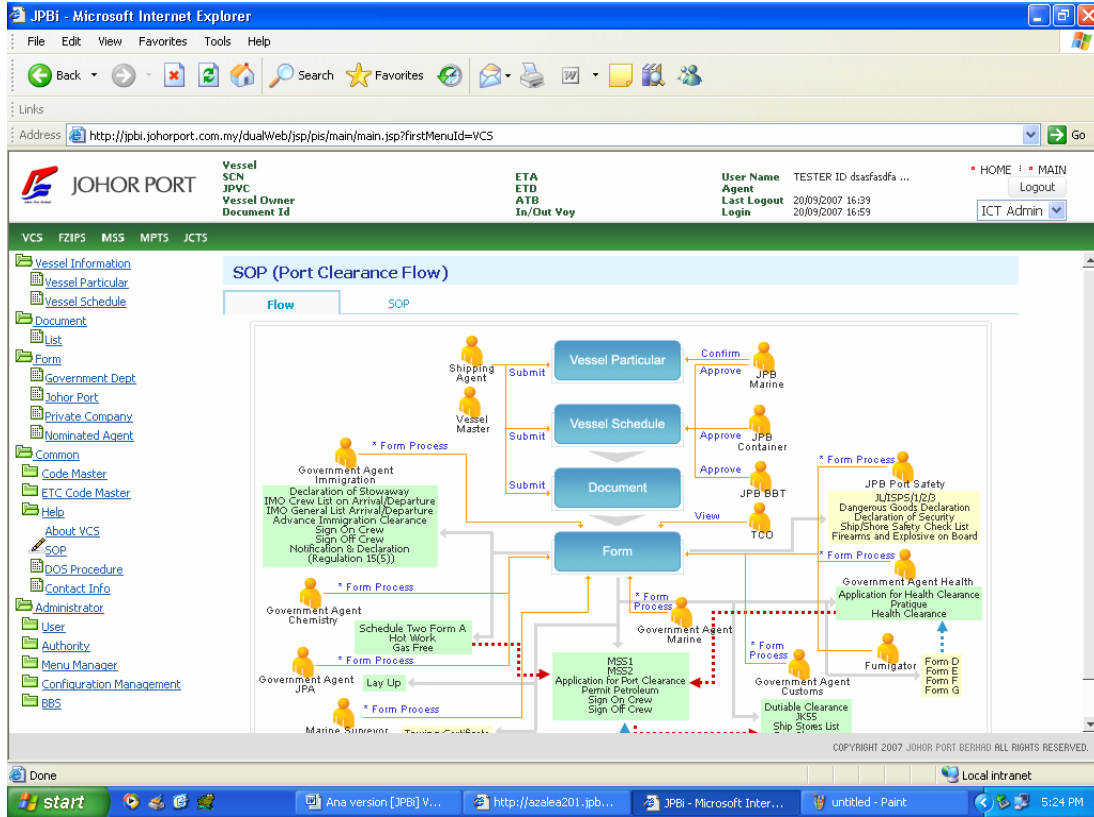 JPBi - Microsoft Internet Explorer
File Edit View Favorites Tools Help
Back Search Favorites
Links
Address http://jpbi.johorport.com.my/dualWeb/jsp/pis/main/main.jsp?firstMenuId=VCS Go
JOHOR PORT
Vessel
SCN
JPVC
Vessel Owner
Document Id
ETA
ETD
ATB
In/Out Voy
User Name TESTER ID dsasfasdfa ...
Agent
Last Logout 20/09/2007 16:39
Login 20/09/2007 16:59
HOME MAIN
Logout
ICT Admin
VCS FZIPS MSS MPTS JCTS
Vessel Information
Vessel Particular
Vessel Schedule
Document
List
Form
Government Dept
Johor Port
Private Company
Nominated Agent
Common
Code Master
ETC Code Master
Help
About VCS
SOP
DOS Procedure
Contact Info
Administrator
User
Authority
Menu Manager
Configuration Management
BBS
SOP (Port Clearance Flow)
Flow SOP
Shipping
Agent
Submit
Vessel Particular
Confirm
Approve
JPB
Marine
Vessel
Master
Submit
Vessel Schedule
Approve
JPB
Container
* Form Process
Government Agent
Immigration
Declaration of Stowaway
IMO Crew List on Arrival/Departure
IMO General List Arrival/Departure
Advance Immigration Clearance
Sign On Crew
Sign Off Crew
Notification & Declaration
(Regulation 15(5))
Submit
Document
Approve
JPB BBT
View
TCO
Form
* Form Process
JPB Port Safety
JL/ISPS/1/2/3
Dangerous Goods Declaration
Declaration of Security
Ship/Shore Safety Check List
Firearms and Explosive on Board
* Form Process
Government Agent Health
Application for Health Clearance
Pratique
Health Clearance
* Form Process
Government Agent
Chemistry
Schedule Two Form A
Hot Work
Gas Free
* Form
Process
Government Agent
Marine
* Form Process
Government Agent
JPA
Lay Up
MSS1
MSS2
Application for Port Clearance
Permit Petroleum
Sign On Crew
Sign Off Crew
* Form
Process
Government Agent
Customs
Fumigator
Form D
Form E
Form F
Form G
Dutiable Clearance
JK55
Ship Stores List
* Form Process
Marine Surveyor
Towing Certificate
COPYRIGHT 2007 JOHOR PORT BERHAD ALL RIGHTS RESERVED.
Done
Local intranet
start
Ana version [JPBi] V...
http://azalea201.jpb...
JPBi - Microsoft Inter...
untitled - Paint
5:24 PM